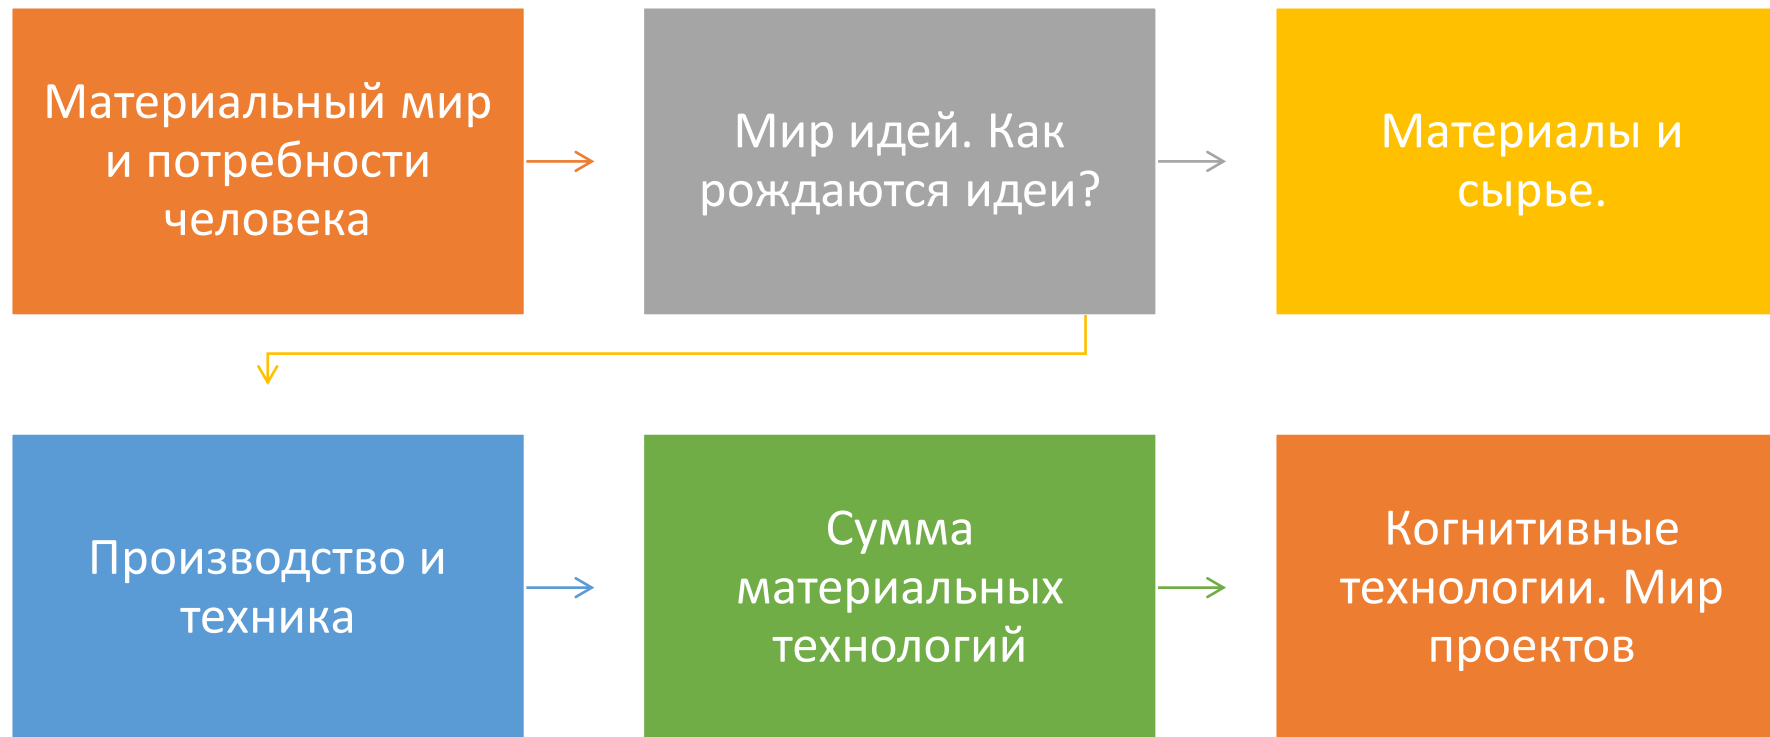 Материальный мир
и потребности
человека
Мир идей. Как
рождаются идеи?
Материалы и
сырье.
Производство и
техника
Сумма
материальных
технологий
Когнитивные
технологии. Мир
проектов